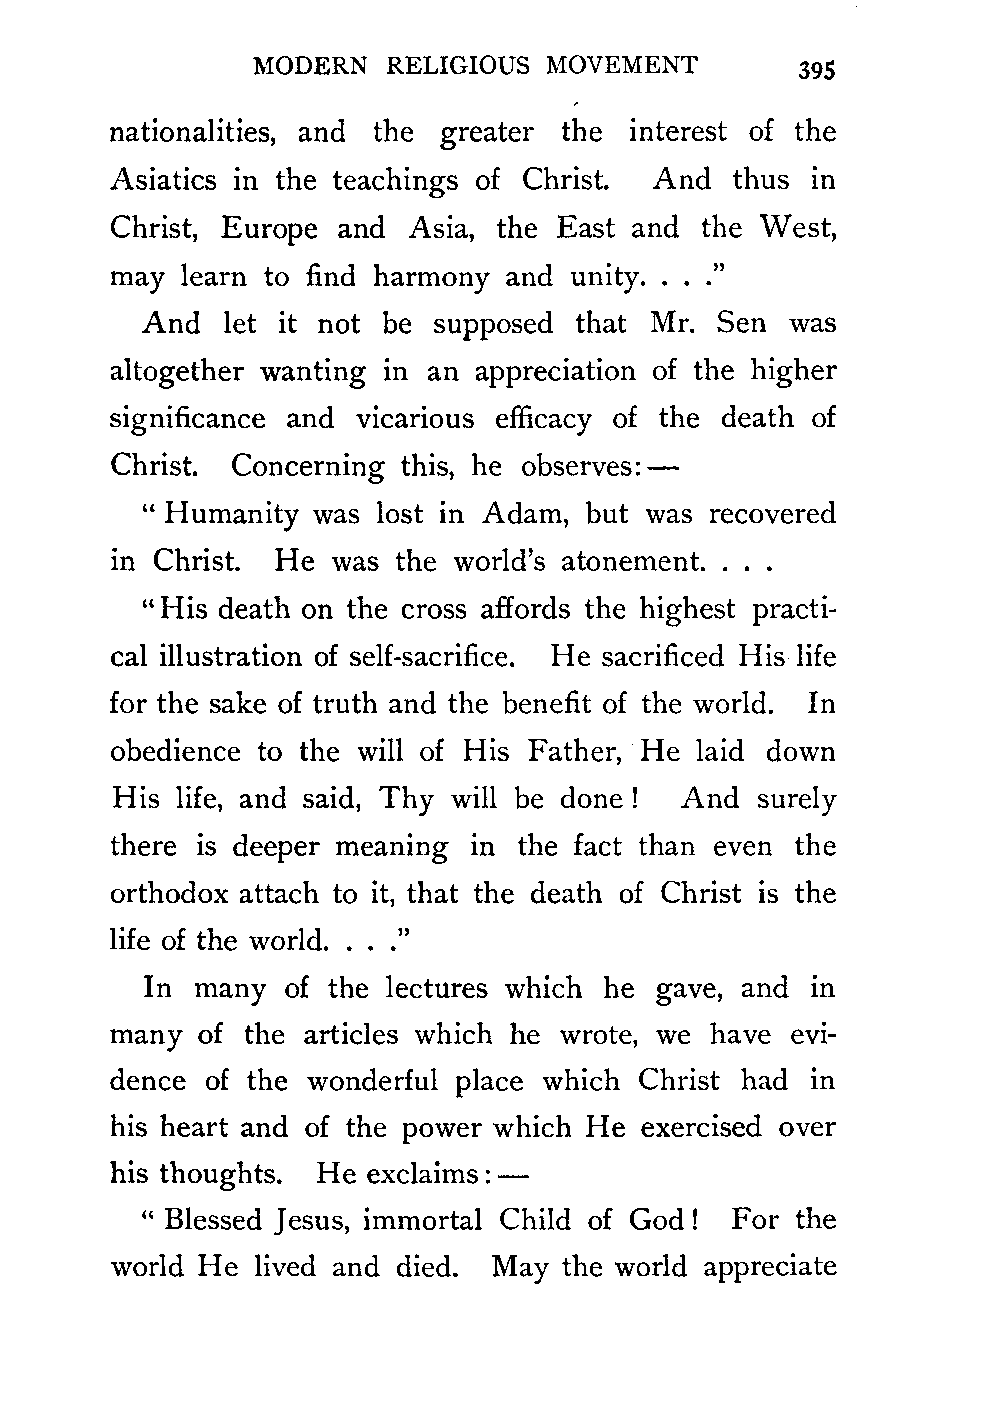 MODERN RELIGIOUS MOVEMENT 395
nationalities, and the greater the interest of the
Asiatics in the teachings of Christ. And thus in
Christ, Europe and Asia, the East and the West,
may learn to find harmony and unity. . . ."
And let it not be supposed that Mr. Sen was
altogether wanting in an appreciation of the higher
significance and vicarious efficacy of the death of
Christ. Concerning this, he observes:—
"Humanity was lost in Adam, but was recovered
in Christ. He was the world's atonement. . . .
"His death on the cross affords the highest practi-
cal illustration of self-sacrifice. He sacrificed His life
for the sake of truth and the benefit of the world. In
obedience to the will of His Father, He laid down
His life, and said, Thy will be done! And surely
there is deeper meaning in the fact than even the
orthodox attach to it, that the death of Christ is the
life of the world. . . ."
In many of the lectures which he gave, and in
many of the articles which he wrote, we have evi-
dence of the wonderful place which Christ had in
his heart and of the power which He exercised over
his thoughts. He exclaims:—
"Blessed Jesus, immortal Child of God! For the
world He lived and died. May the world appreciate